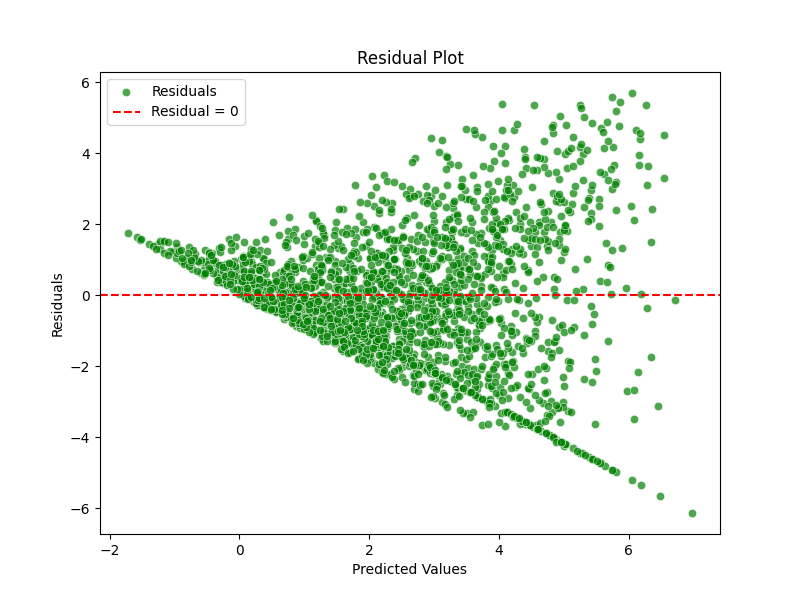 Residual Plot
Residuals
Residual = 0
6
4
2
0
−2
−4
−6
Residuals
−2
0
2
4
6
Predicted Values